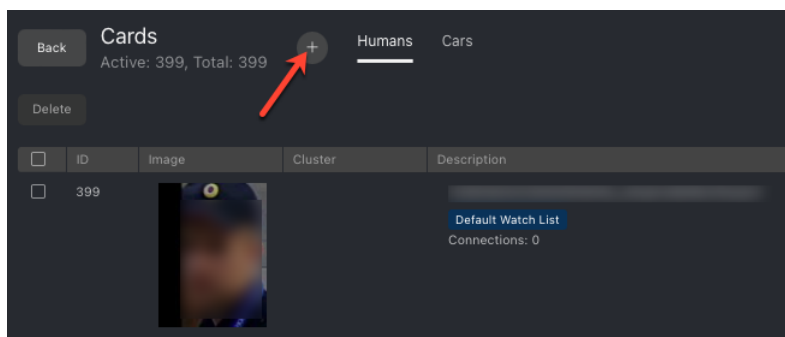 Back
Cards
Active: 399, Total: 399
+
Humans
Cars
Delete
ID
Image
Cluster
Description
399
Default Watch List
Connections: 0